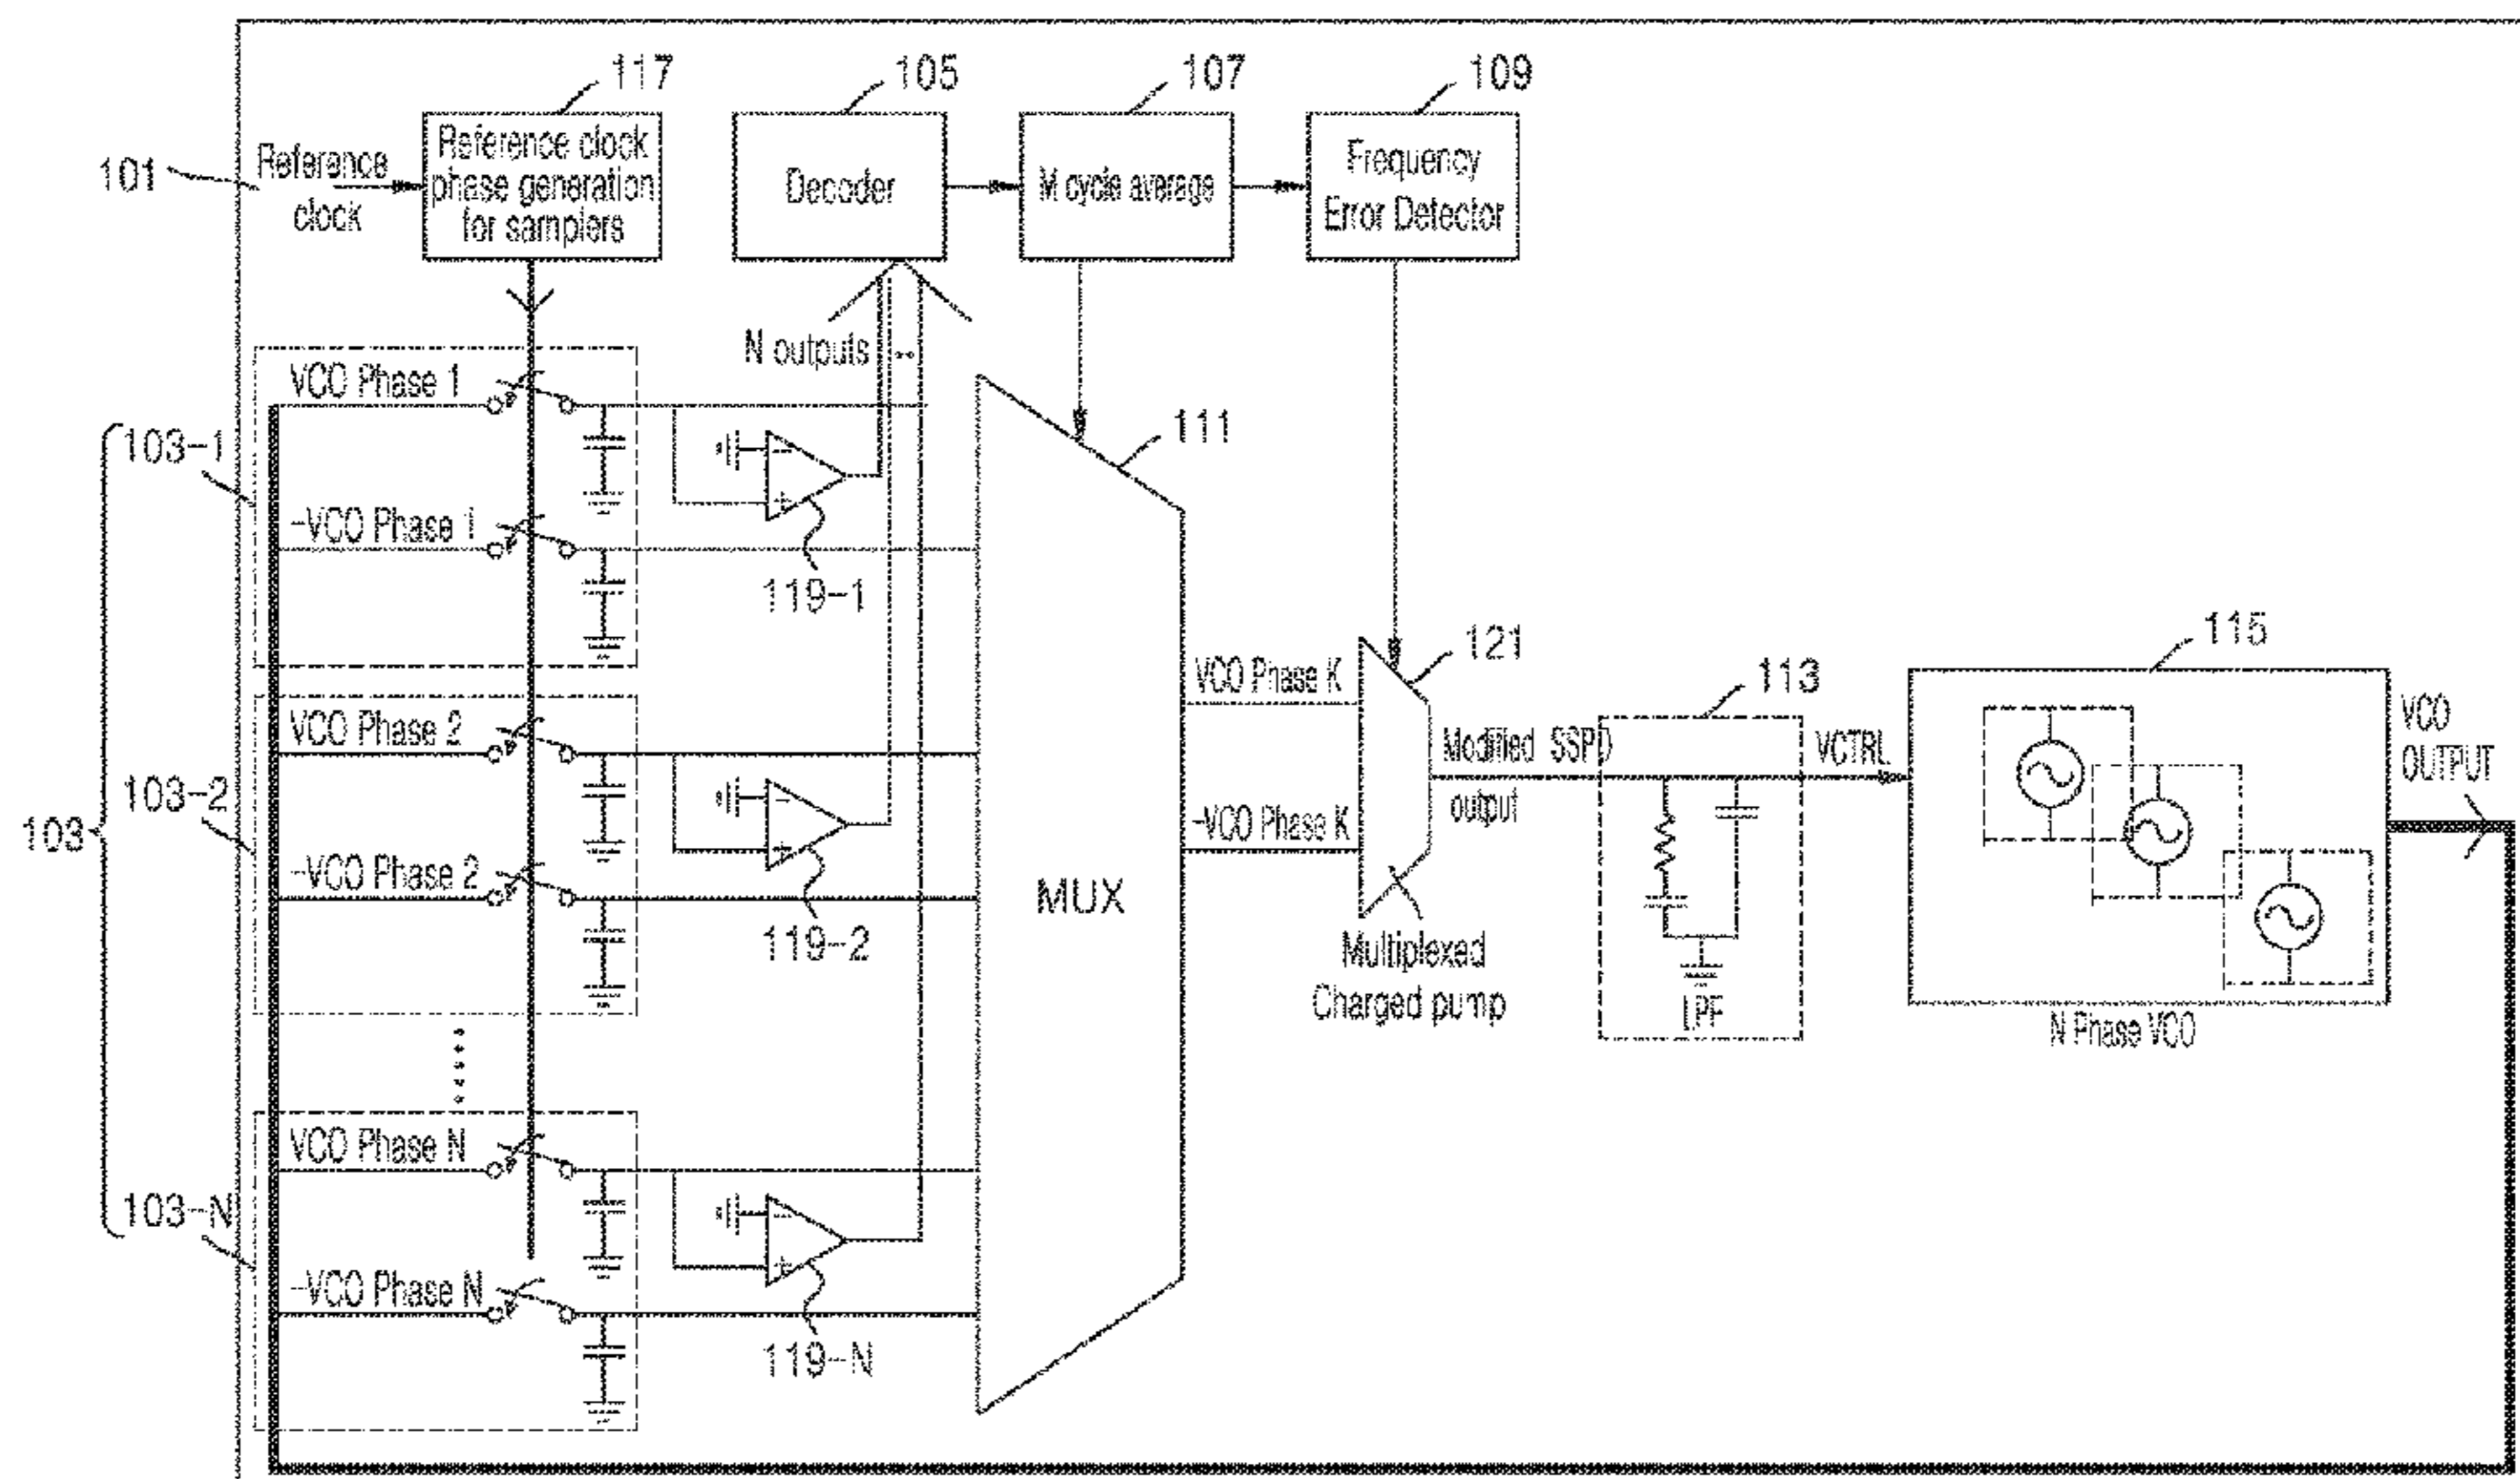 117
105
107
109
101
Reference
clock
Reference clock
phase generation
for samplers
Decoder
M cycle average
Frequency
Error Detector
N outputs
VCO Phase 1
103-1
-VCO Phase 1
119-1
111
VCO Phase 2
103-2
103
-VCO Phase 2
119-2
MUX
VCO Phase K
-VCO Phase K
121
Multiplexed
Charged pump
Modified SSPD
output
113
LPF
VCTRL
115
N Phase VCO
VCO
OUTPUT
VCO Phase N
103-N
-VCO Phase N
119-N